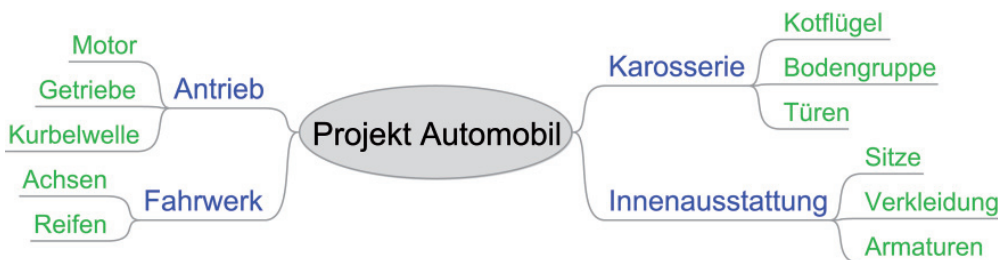 Projekt Automobil
Antrieb
Motor
Getriebe
Kurbelwelle
Fahrwerk
Achsen
Reifen
Karosserie
Kotflügel
Bodengruppe
Türen
Innenausstattung
Sitze
Verkleidung
Armaturen